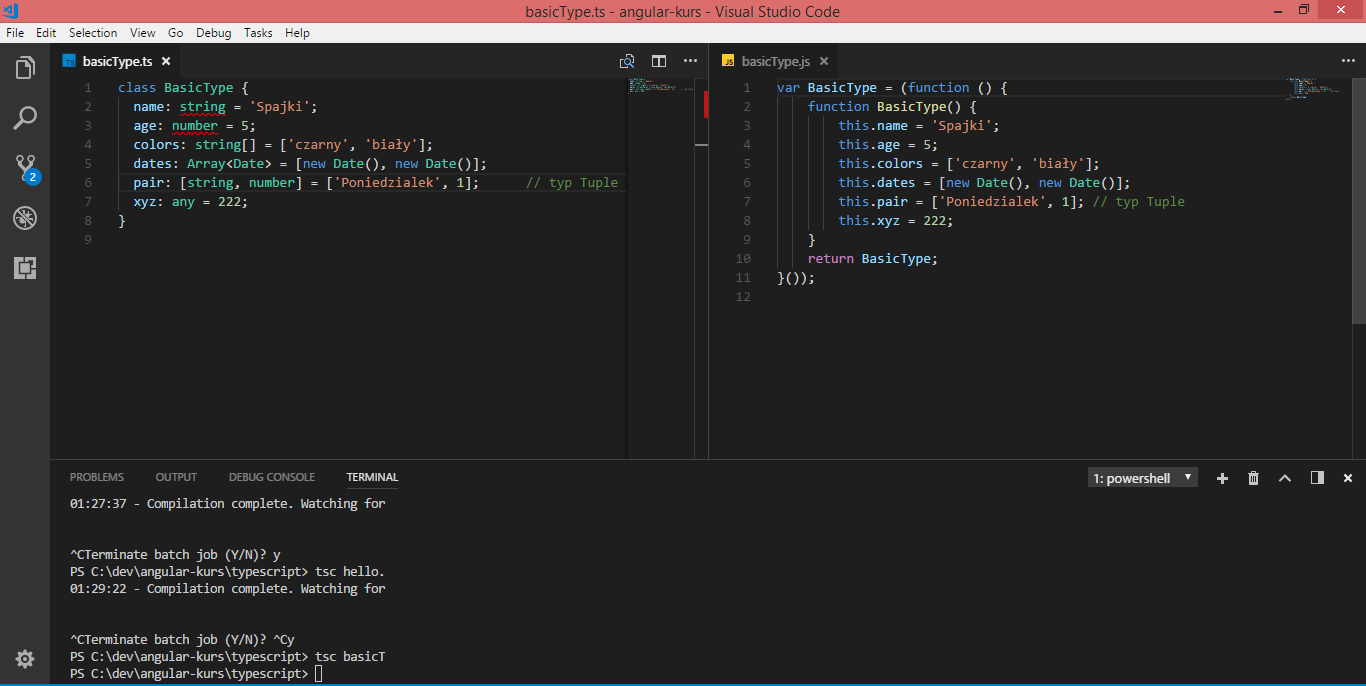 basicType.ts - angular-kurs - Visual Studio Code
File Edit Selection View Go Debug Tasks Help
2
TS basicType.ts
1 class BasicType {
2 name: string = 'Spajki';
3 age: number = 5;
4 colors: string[] = ['czarny', 'biały'];
5 dates: Array<Date> = [new Date(), new Date()];
6 pair: [string, number] = ['Poniedzialek', 1]; // typ Tuple
7 xyz: any = 222;
8 }
9
JS basicType.js
1 var BasicType = (function () {
2 function BasicType() {
3 this.name = 'Spajki';
4 this.age = 5;
5 this.colors = ['czarny', 'biały'];
6 this.dates = [new Date(), new Date()];
7 this.pair = ['Poniedzialek', 1]; // typ Tuple
8 this.xyz = 222;
9 }
10 return BasicType;
11 }());
12
PROBLEMS OUTPUT DEBUG CONSOLE TERMINAL 1: powershell
01:27:37 - Compilation complete. Watching for
^CTerminate batch job (Y/N)? y
PS C:\dev\angular-kurs\typescript> tsc hello.
01:29:22 - Compilation complete. Watching for
^CTerminate batch job (Y/N)? ^Cy
PS C:\dev\angular-kurs\typescript> tsc basicT
PS C:\dev\angular-kurs\typescript>